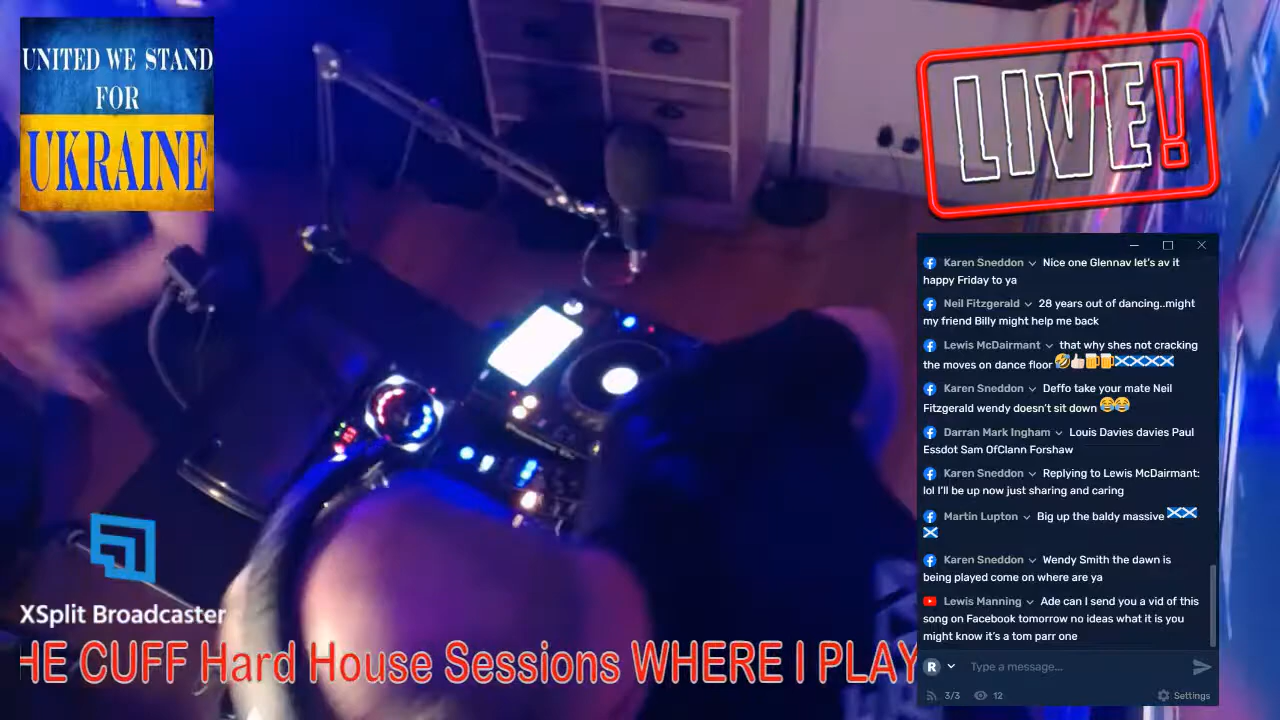 UNITED WE STAND
FOR
UKRAINE
LIVE!
Karen Sneddon Nice one Glennav let's av it
happy Friday to ya
Neil Fitzgerald 28 years out of dancing..might
my friend Billy might help me back
Lewis McDairmant that why shes not cracking
the moves on dance floor 🤣👍🏻🍻🍻🏴󠁧󠁢󠁳󠁣󠁴󠁿🏴󠁧󠁢󠁳󠁣󠁴󠁿🏴󠁧󠁢󠁳󠁣󠁴󠁿🏴󠁧󠁢󠁳󠁣󠁴󠁿
Karen Sneddon Deffo take your mate Neil
Fitzgerald wendy doesn't sit down 😂😂
Darran Mark Ingham Louis Davies davies Paul
Essdot Sam OfClann Forshaw
Karen Sneddon Replying to Lewis McDairmant:
lol I'll be up now just sharing and caring
Martin Lupton Big up the baldy massive 🏴󠁧󠁢󠁳󠁣󠁴󠁿🏴󠁧󠁢󠁳󠁣󠁴󠁿
🏴󠁧󠁢󠁳󠁣󠁴󠁿
Karen Sneddon Wendy Smith the dawn is
being played come on where are ya
Lewis Manning Ade can I send you a vid of this
song on Facebook tomorrow no ideas what it is you
might know it's a tom parr one
R Type a message...
3/3 12 Settings
XSplit Broadcaster
HE CUFF Hard House Sessions WHERE I PLAY